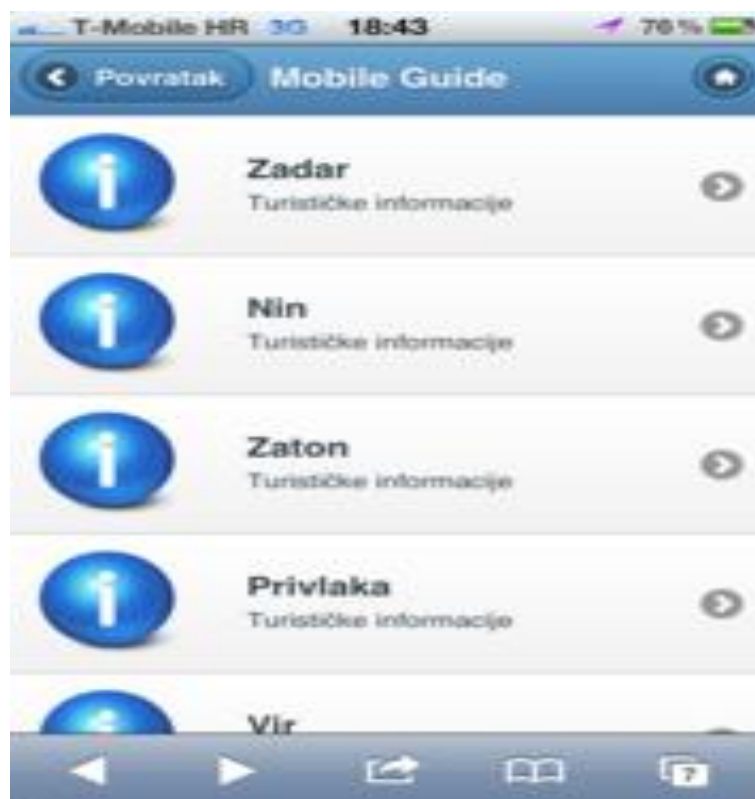 T-Mobile HR 3G 18:43 76 %
Povratak Mobile Guide
Zadar
Turističke informacije
Nin
Turističke informacije
Zaton
Turističke informacije
Privlaka
Turističke informacije
Vir
?